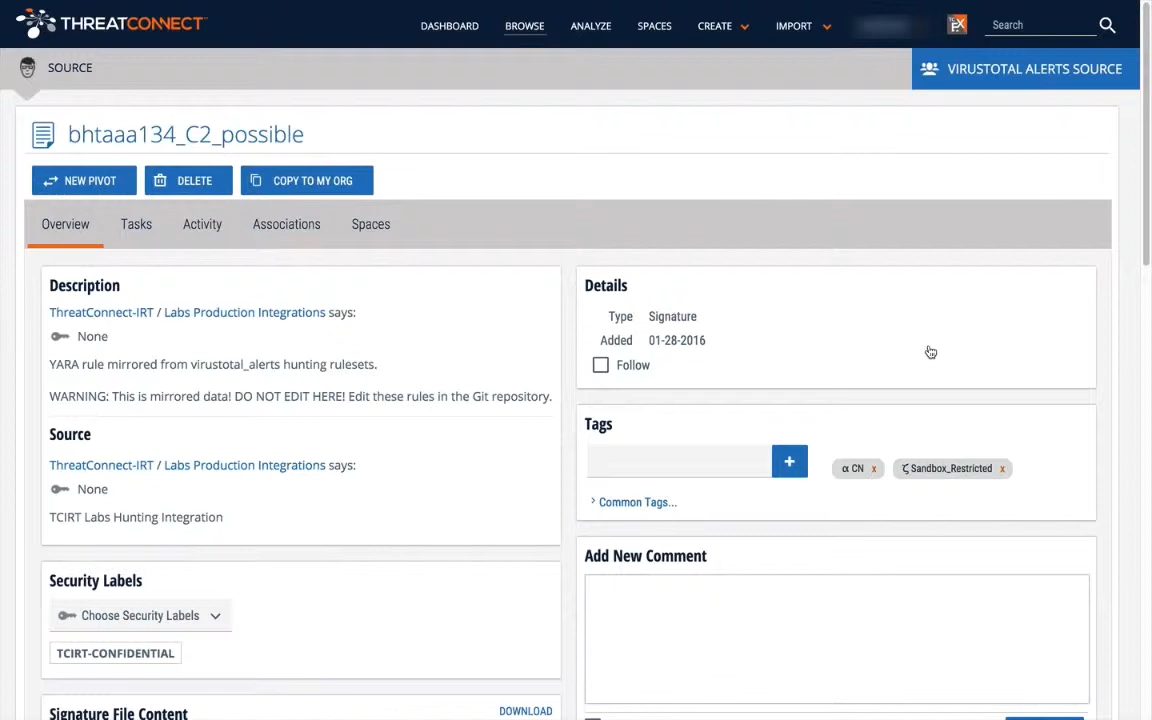 THREATCONNECT
DASHBOARD
BROWSE
ANALYZE
SPACES
CREATE
IMPORT
Search
SOURCE
VIRUSTOTAL ALERTS SOURCE
bhtaaa134_C2_possible
NEW PIVOT
DELETE
COPY TO MY ORG
Overview
Tasks
Activity
Associations
Spaces
Description
ThreatConnect-IRT / Labs Production Integrations says:
None
YARA rule mirrored from virustotal_alerts hunting rulesets.
WARNING: This is mirrored data! DO NOT EDIT HERE! Edit these rules in the Git repository.
Source
ThreatConnect-IRT / Labs Production Integrations says:
None
TCIRT Labs Hunting Integration
Security Labels
Choose Security Labels
TCIRT-CONFIDENTIAL
Signature File Content
DOWNLOAD
Details
Type Signature
Added 01-28-2016
Follow
Tags
+
α CN x
ζ Sandbox_Restricted x
Common Tags...
Add New Comment